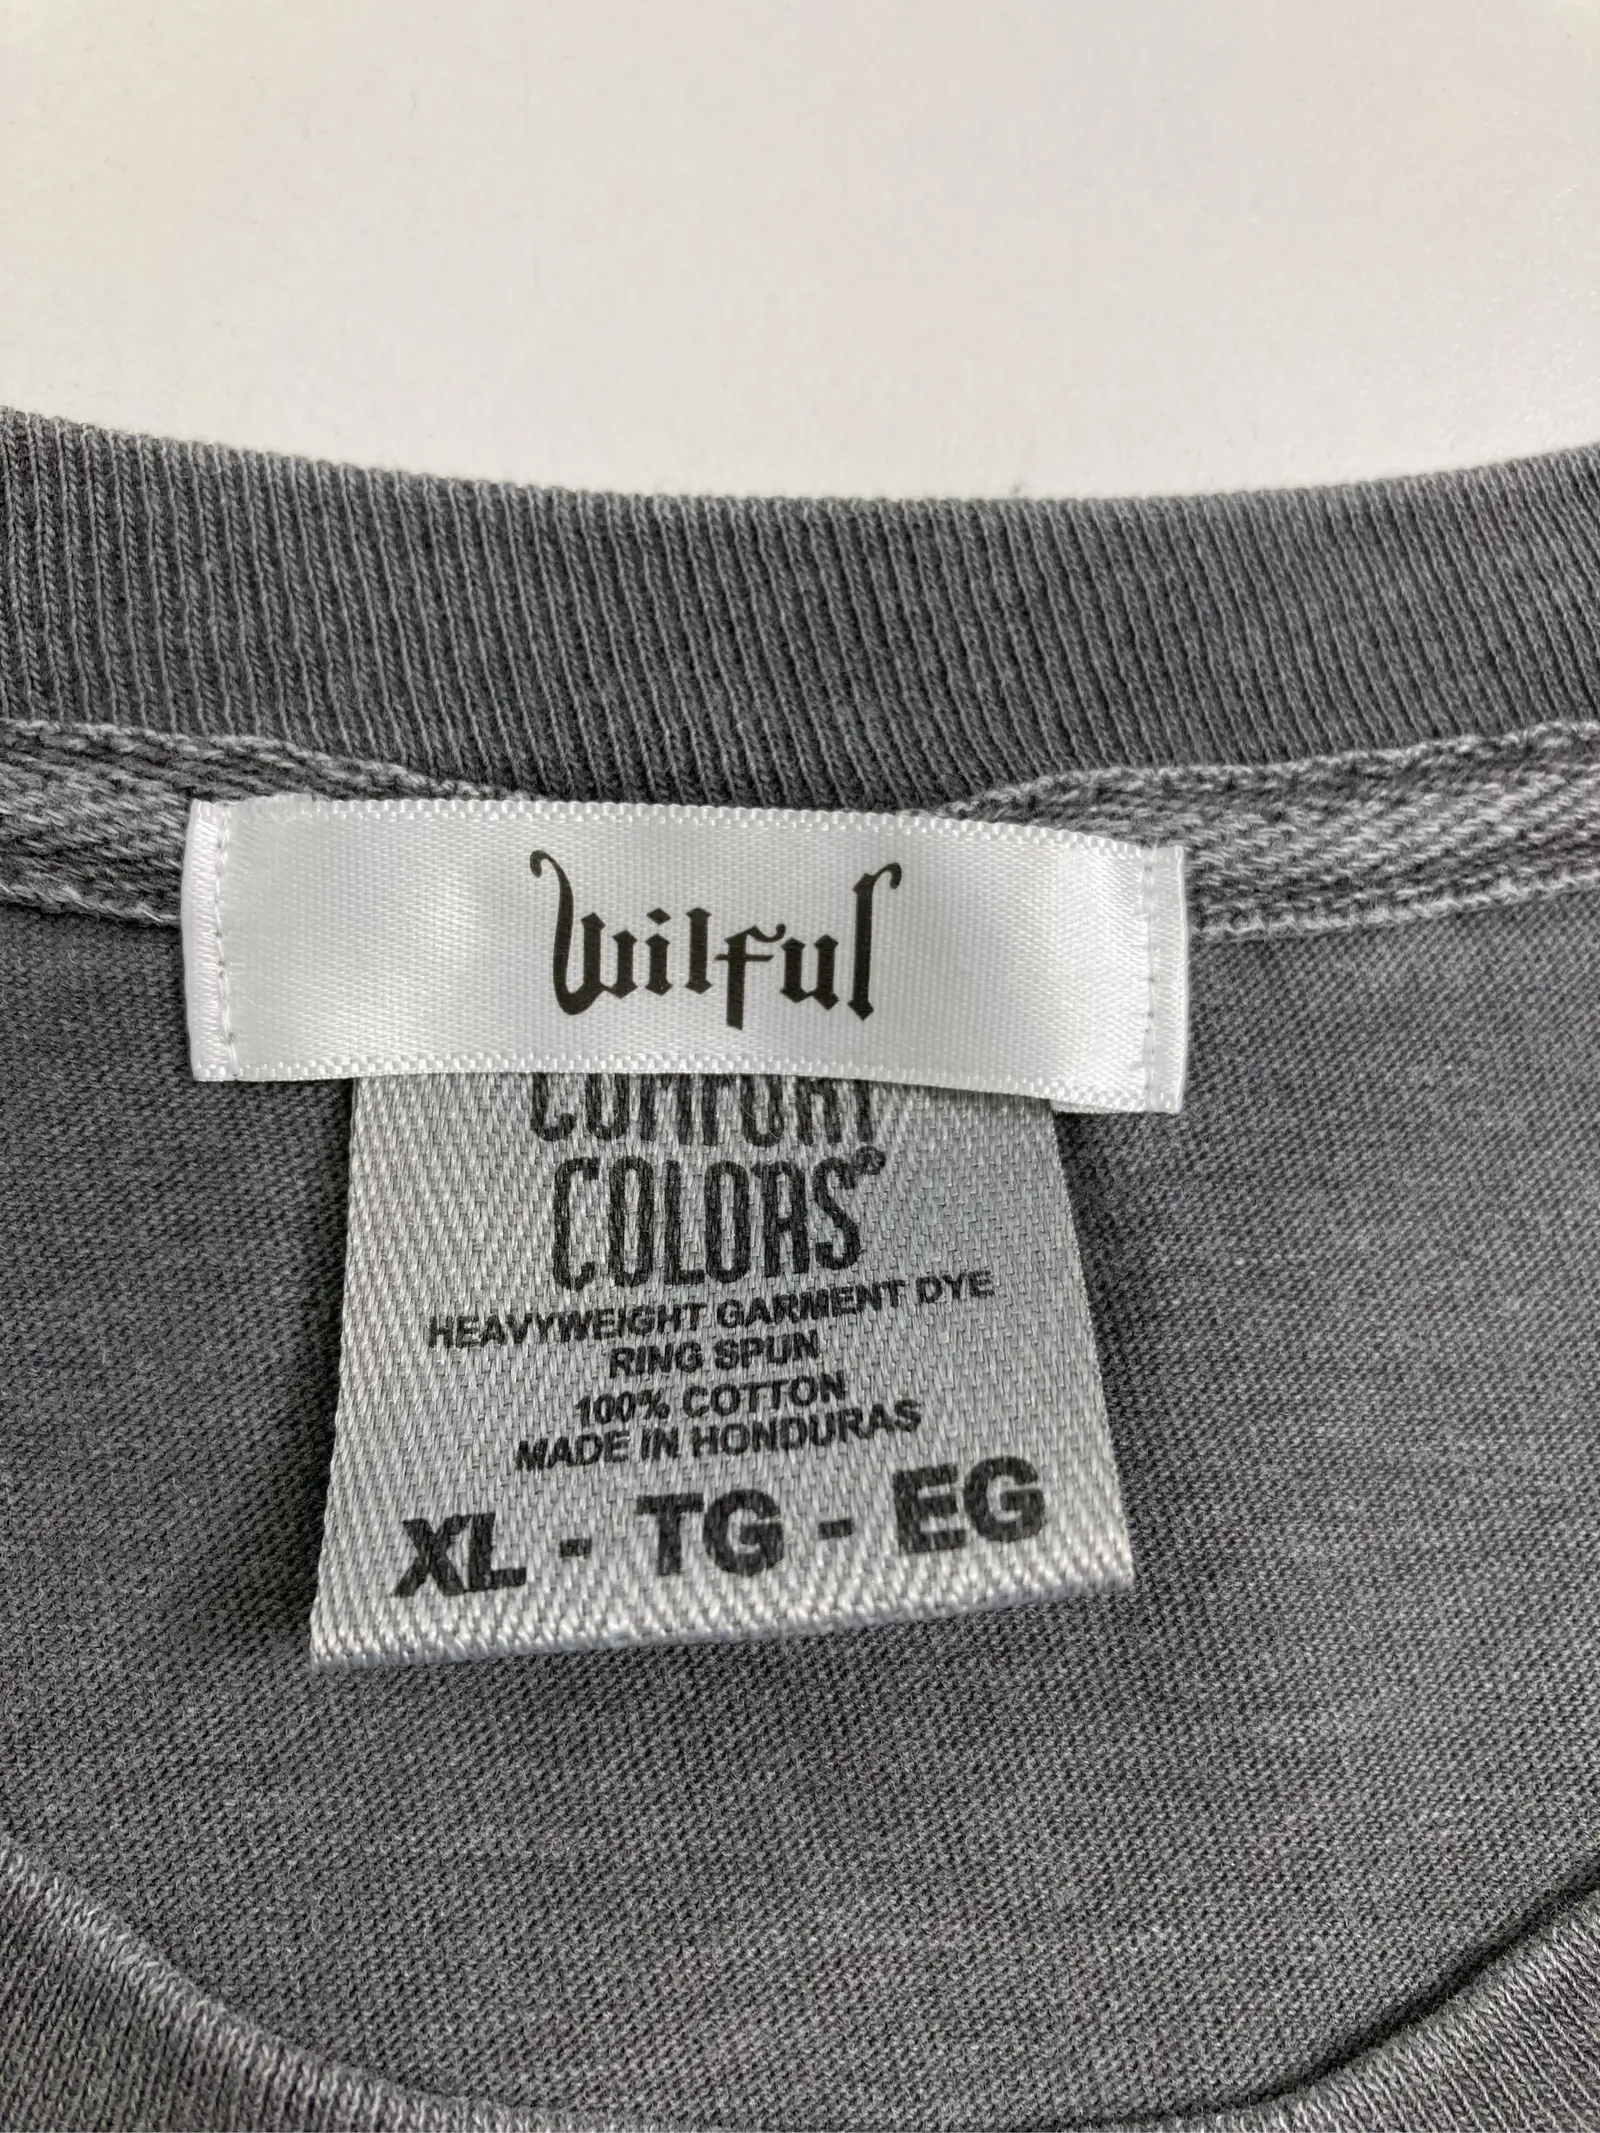 Wilful
COMFORT
COLORS®
HEAVYWEIGHT GARMENT DYE
RING SPUN
100% COTTON
MADE IN HONDURAS
XL - TG - EG